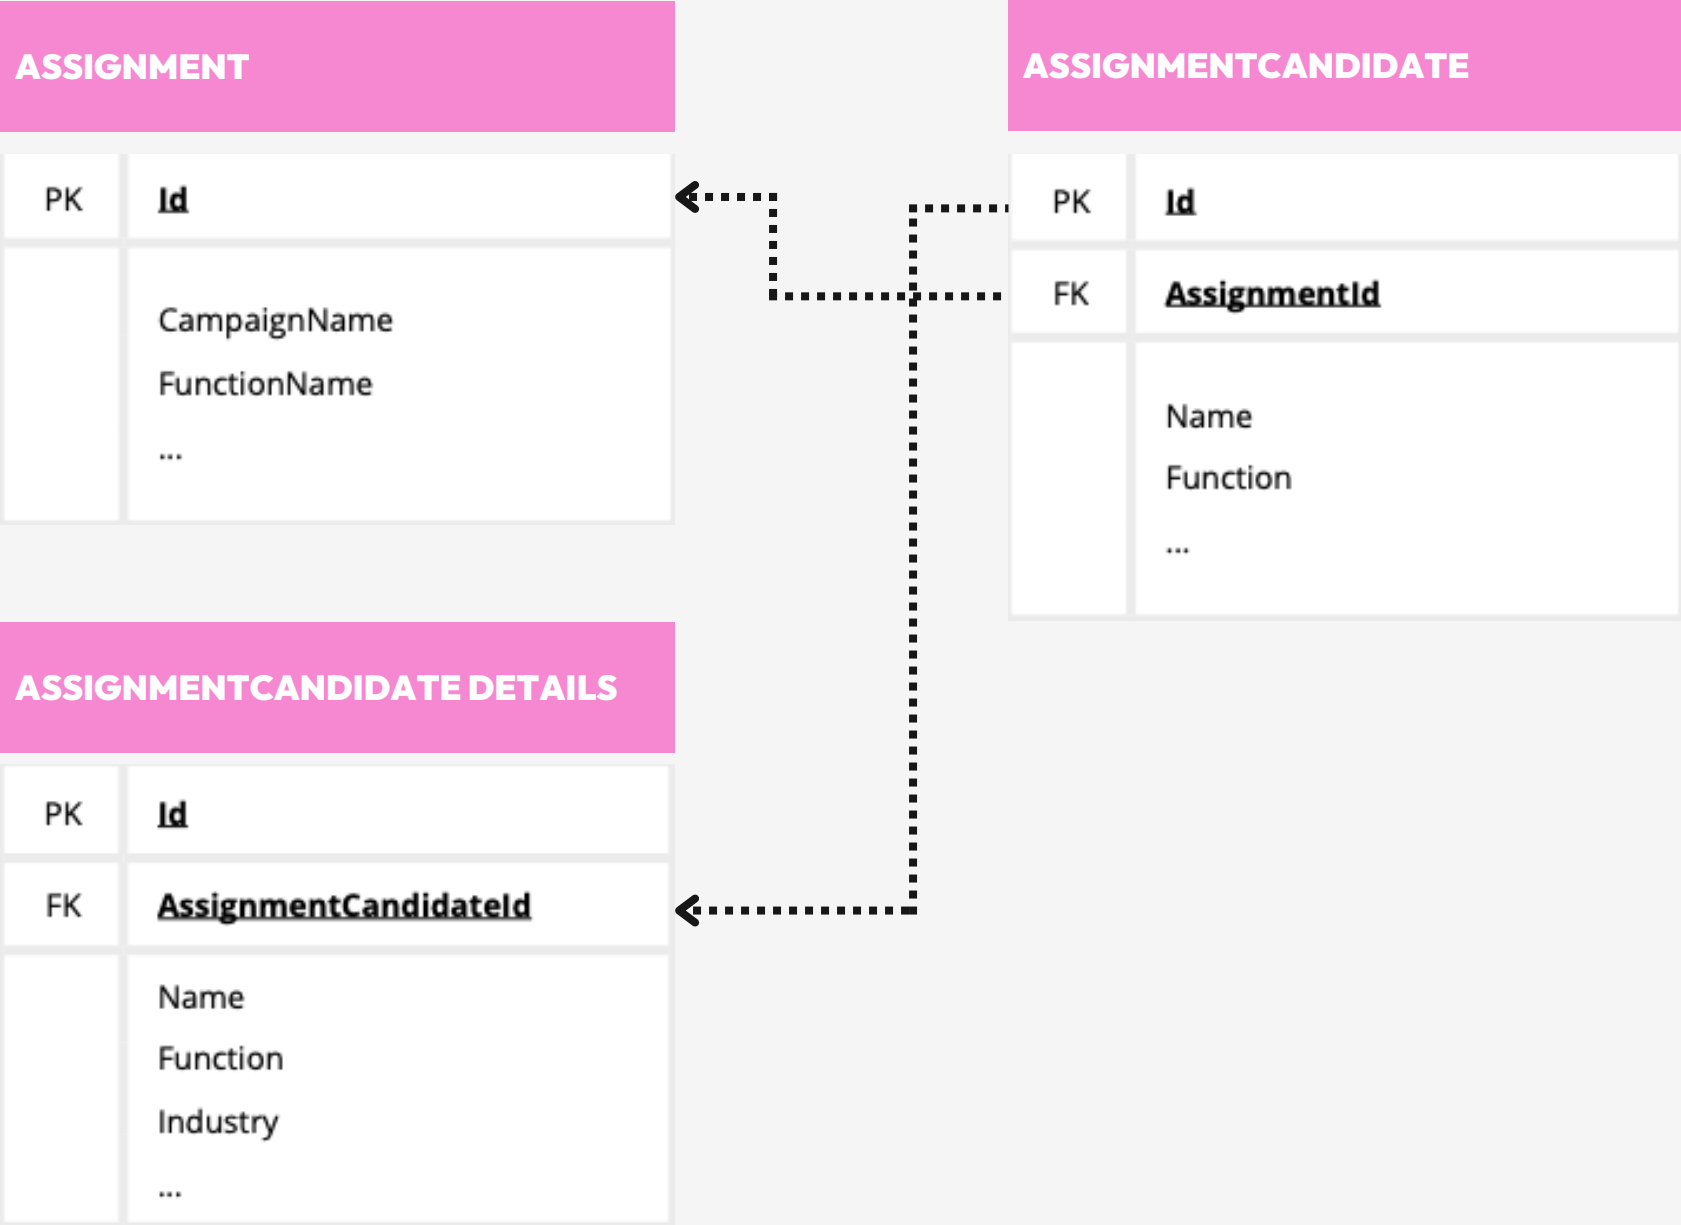 ASSIGNMENT
PK Id
CampaignName
FunctionName
...
ASSIGNMENTCANDIDATE
PK Id
FK AssignmentId
Name
Function
...
ASSIGNMENTCANDIDATE DETAILS
PK Id
FK AssignmentCandidateId
Name
Function
Industry
...